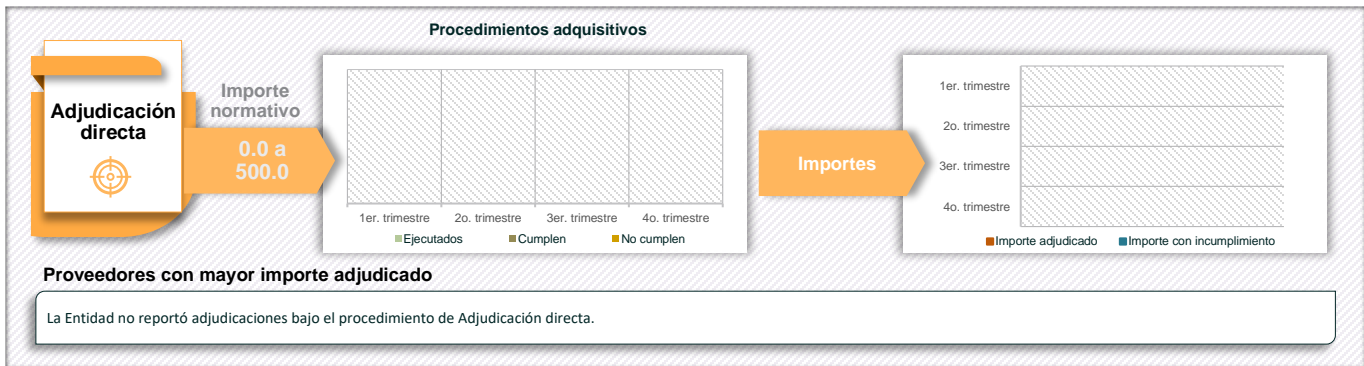 Procedimientos adquisitivos
Adjudicación
directa
Importe
normativo
0.0 a
500.0
1er. trimestre
2o. trimestre
3er. trimestre
4o. trimestre
Ejecutados
Cumplen
No cumplen
Importes
1er. trimestre
2o. trimestre
3er. trimestre
4o. trimestre
Importe adjudicado
Importe con incumplimiento
Proveedores con mayor importe adjudicado
La Entidad no reportó adjudicaciones bajo el procedimiento de Adjudicación directa.